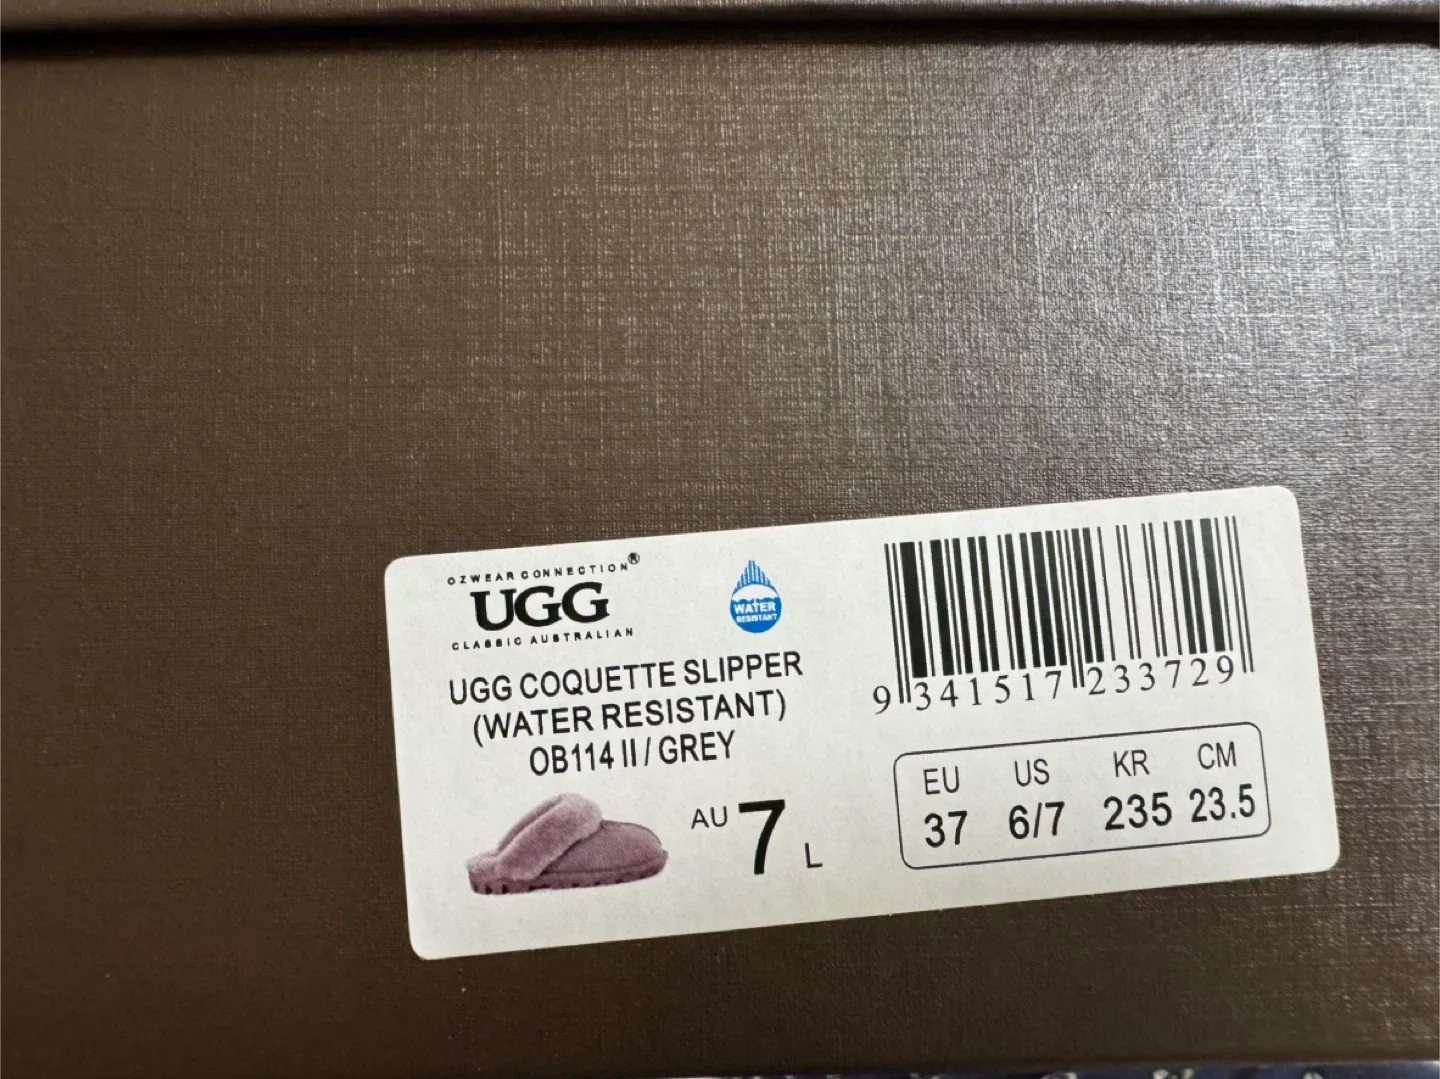 OZWEAR CONNECTION®
UGG
CLASSIC AUSTRALIAN
WATER
RESISTANT
UGG COQUETTE SLIPPER
(WATER RESISTANT)
OB114 II / GREY
AU 7 L
9 341517 233729
EU US KR CM
37 6/7 235 23.5